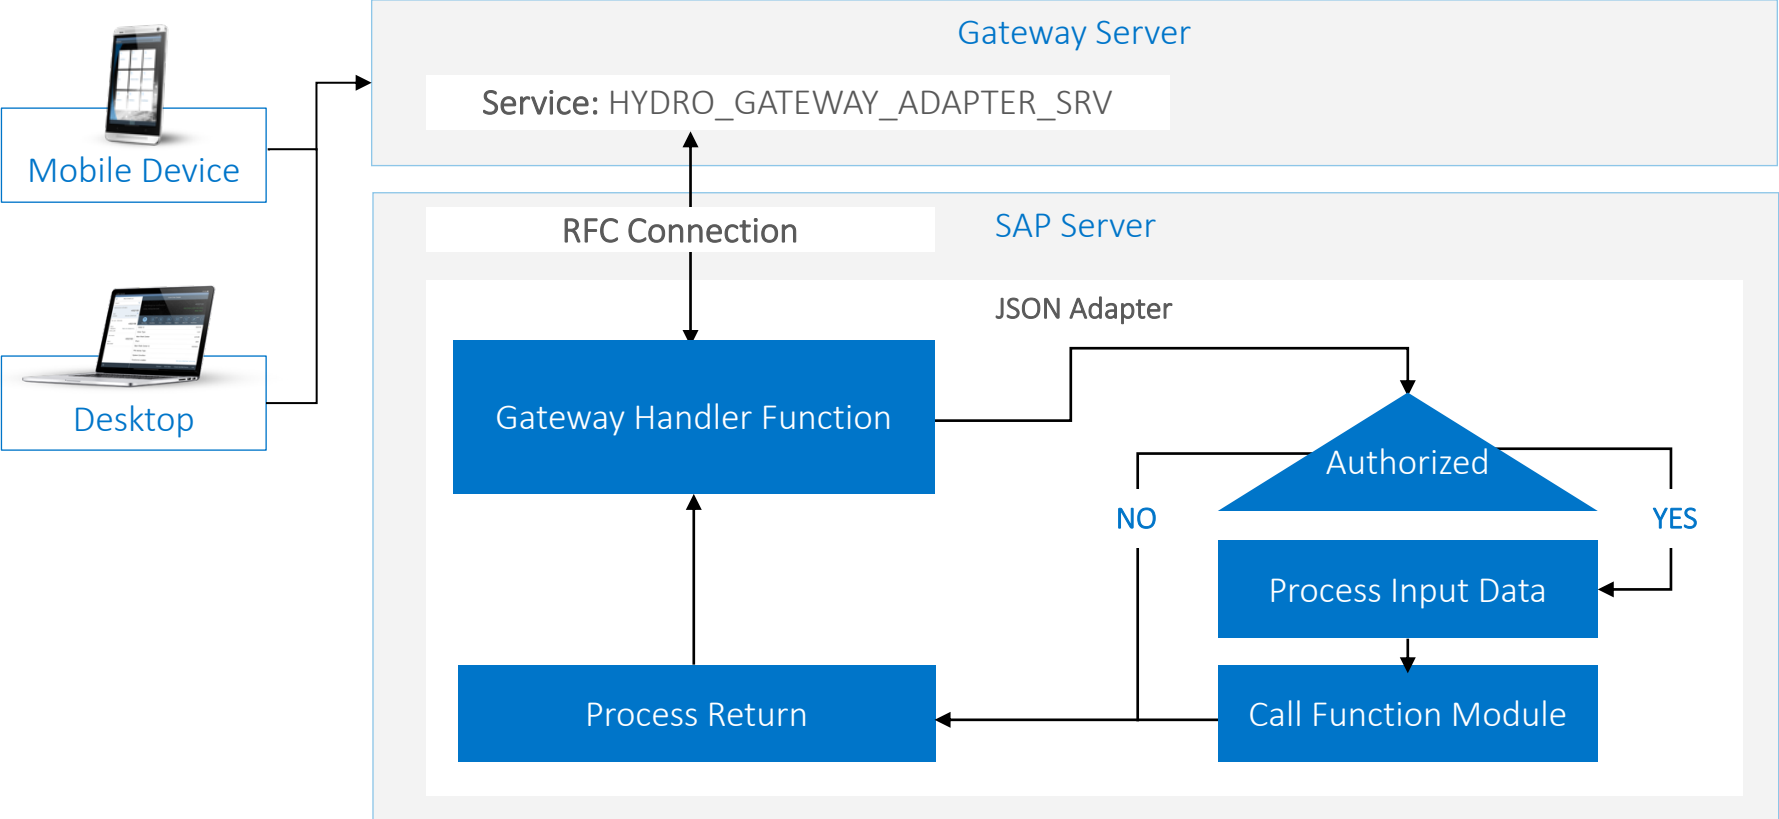 Gateway Server
Service: HYDRO_GATEWAY_ADAPTER_SRV
Mobile Device
RFC Connection
SAP Server
JSON Adapter
Desktop
Gateway Handler Function
Authorized
NO
YES
Process Input Data
Process Return
Call Function Module